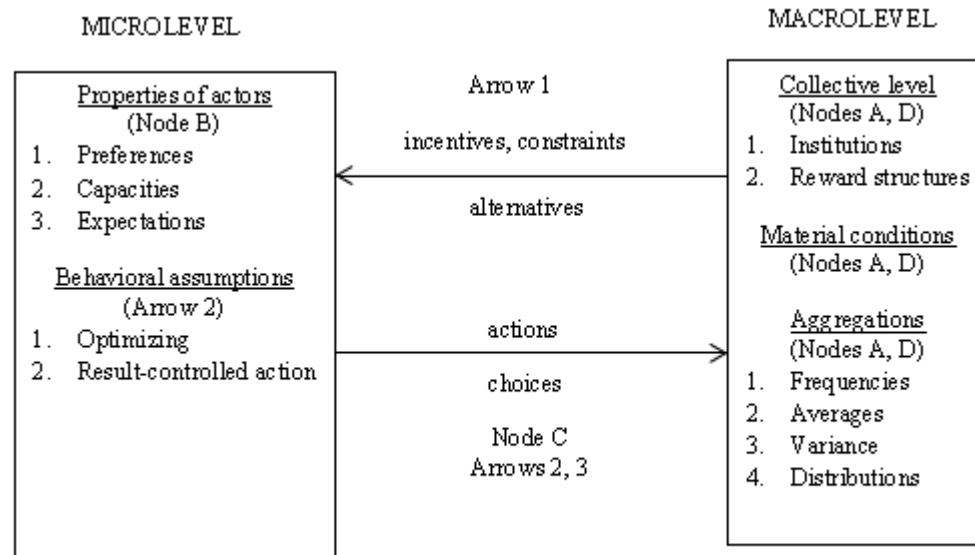 MICROLEVEL
Properties of actors
(Node B)
1. Preferences
2. Capacities
3. Expectations
Behavioral assumptions
(Arrow 2)
1. Optimizing
2. Result-controlled action
Arrow 1
incentives, constraints
alternatives
actions
choices
Node C
Arrows 2, 3
MACROLEVEL
Collective level
(Nodes A, D)
1. Institutions
2. Reward structures
Material conditions
(Nodes A, D)
Aggregations
(Nodes A, D)
1. Frequencies
2. Averages
3. Variance
4. Distributions